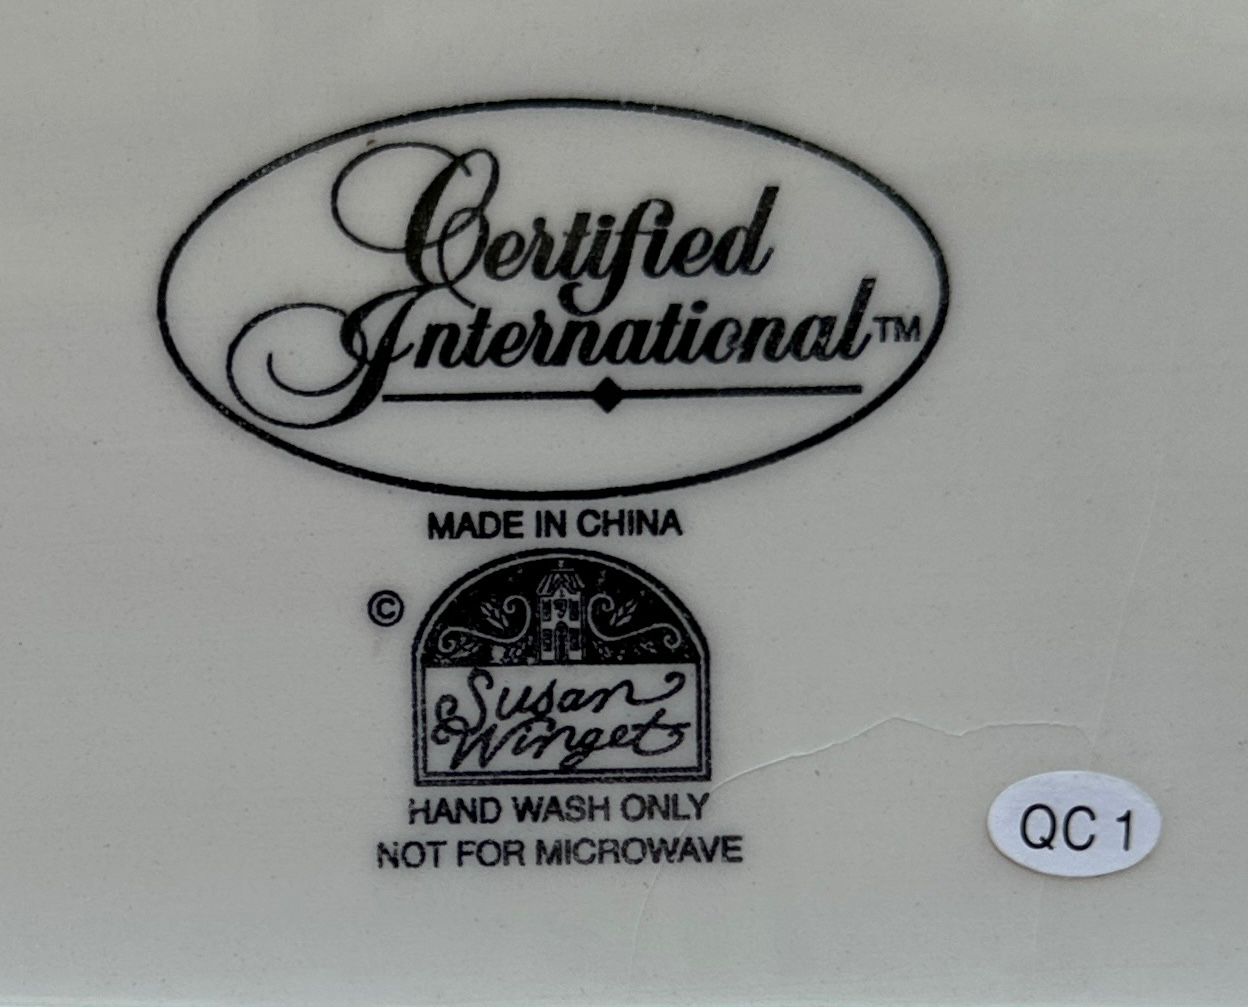 Certified
International™
MADE IN CHINA
©
Susan
Winget
HAND WASH ONLY
NOT FOR MICROWAVE
QC 1